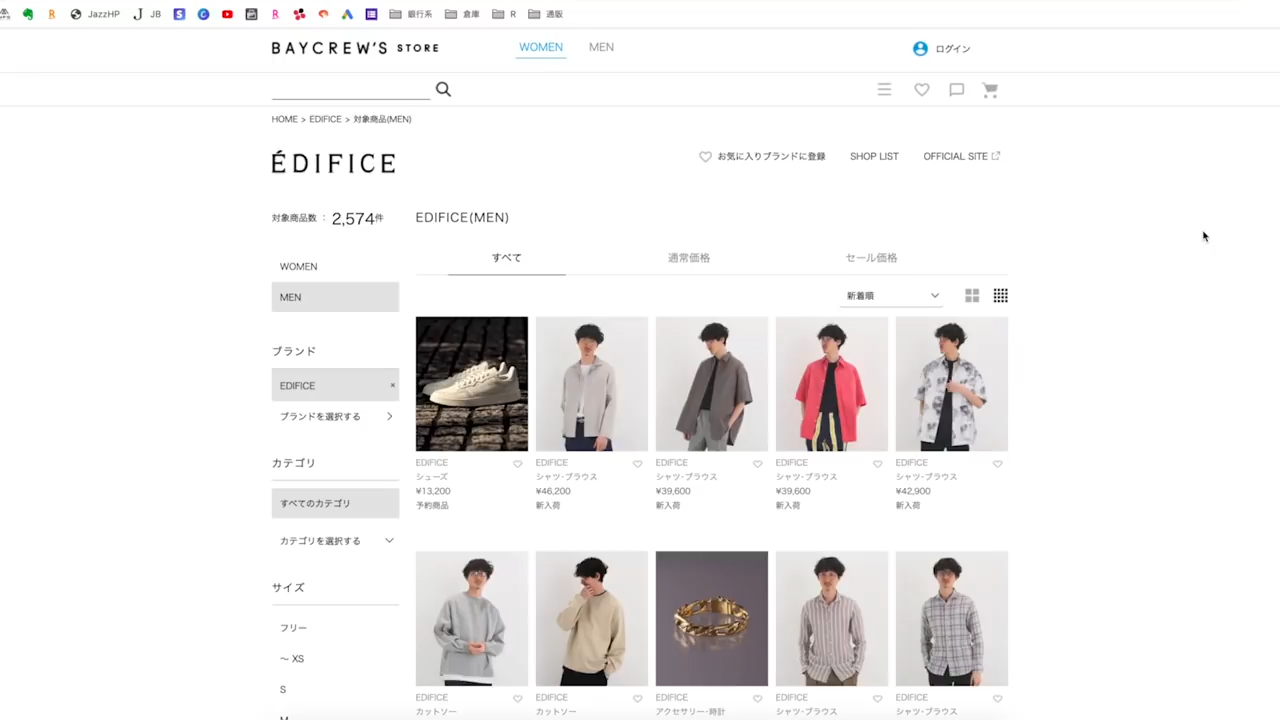 JazzHP JB 銀行系 倉庫 R 通販
BAYCREW'S STORE WOMEN MEN ログイン
HOME > EDIFICE > 対象商品(MEN)
ÉDIFICE お気に入りブランドに登録 SHOP LIST OFFICIAL SITE
対象商品数 : 2,574件 EDIFICE(MEN)
すべて 通常価格 セール価格
WOMEN
MEN
新着順
ブランド
EDIFICE ×
ブランドを選択する
カテゴリ
すべてのカテゴリ
カテゴリを選択する
サイズ
フリー
~ XS
S
EDIFICE EDIFICE EDIFICE EDIFICE EDIFICE
シューズ シャツ・ブラウス シャツ・ブラウス シャツ・ブラウス シャツ・ブラウス
¥13,200 ¥46,200 ¥39,600 ¥39,600 ¥42,900
予約商品 新入荷 新入荷 新入荷 新入荷
EDIFICE EDIFICE EDIFICE EDIFICE EDIFICE
カットソー カットソー アクセサリー・時計 シャツ・ブラウス シャツ・ブラウス